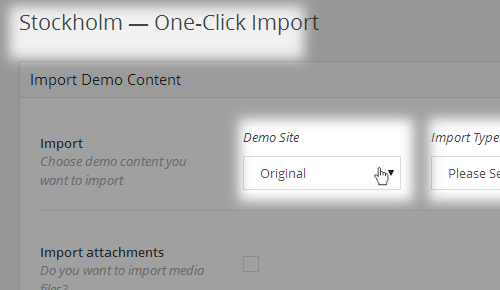 Stockholm — One-Click Import
Import Demo Content
Demo Site
Import Type
Import
Choose demo content you
want to import
Original
Please Se
Import attachments
Do you want to import media
files?